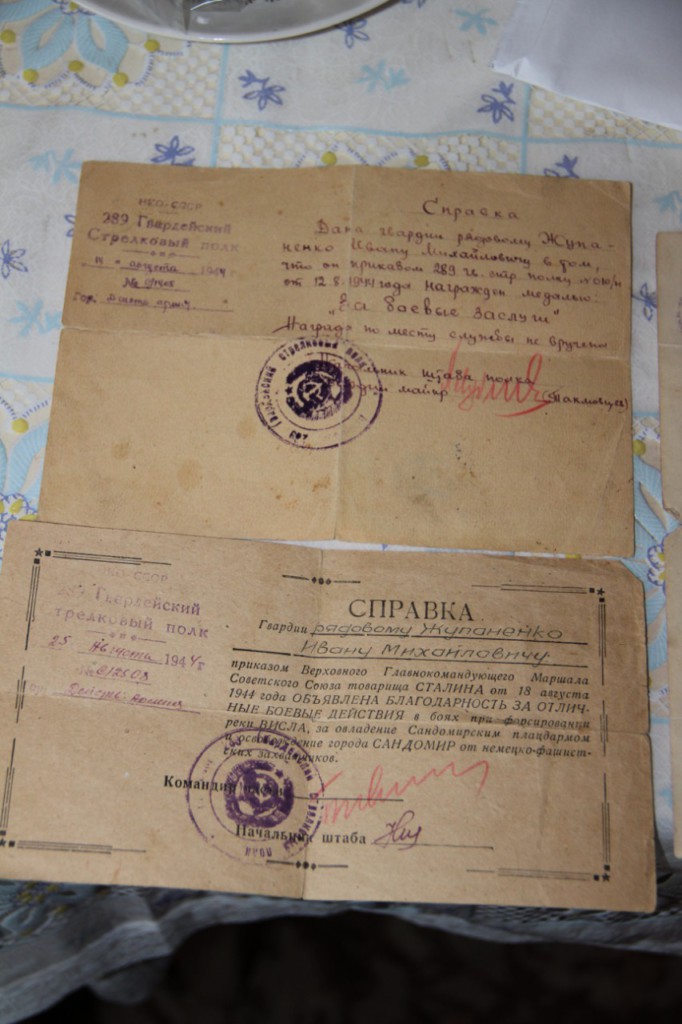 НКО-СССР
289 Гвардейский
Стрелковый полк
августа 1944 г
№
Справка
Дана гвардии рядовому Жупа-
ненко Ивану Михайловичу в том,
что он приказом 289 гв. стр. полка №010/н
от 12.8.1944 года награжден медалью:
"За боевые заслуги"
Награда по месту службы не вручена
штаба полка
майор
НКО-СССР
289 Гвардейский
стрелковый полк
25 Августа 1944 г
СПРАВКА
Гвардии рядовому Жупаненко
Ивану Михайловичу
приказом Верховного Главнокомандующего Маршала
Советского Союза товарища СТАЛИНА от 18 августа
1944 года ОБЪЯВЛЕНА БЛАГОДАРНОСТЬ ЗА ОТЛИЧ-
НЫЕ БОЕВЫЕ ДЕЙСТВИЯ в боях при форсировании
реки ВИСЛА, за овладение Сандомирским плацдармом
и освобождение города САНДОМИР от немецко-фашист-
ских захватчиков.
Командир полка
Начальник штаба